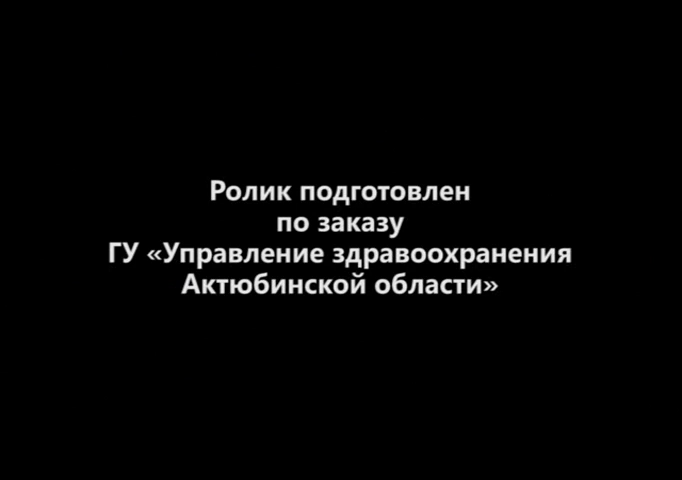 Ролик подготовлен
по заказу
ГУ «Управление здравоохранения
Актюбинской области»